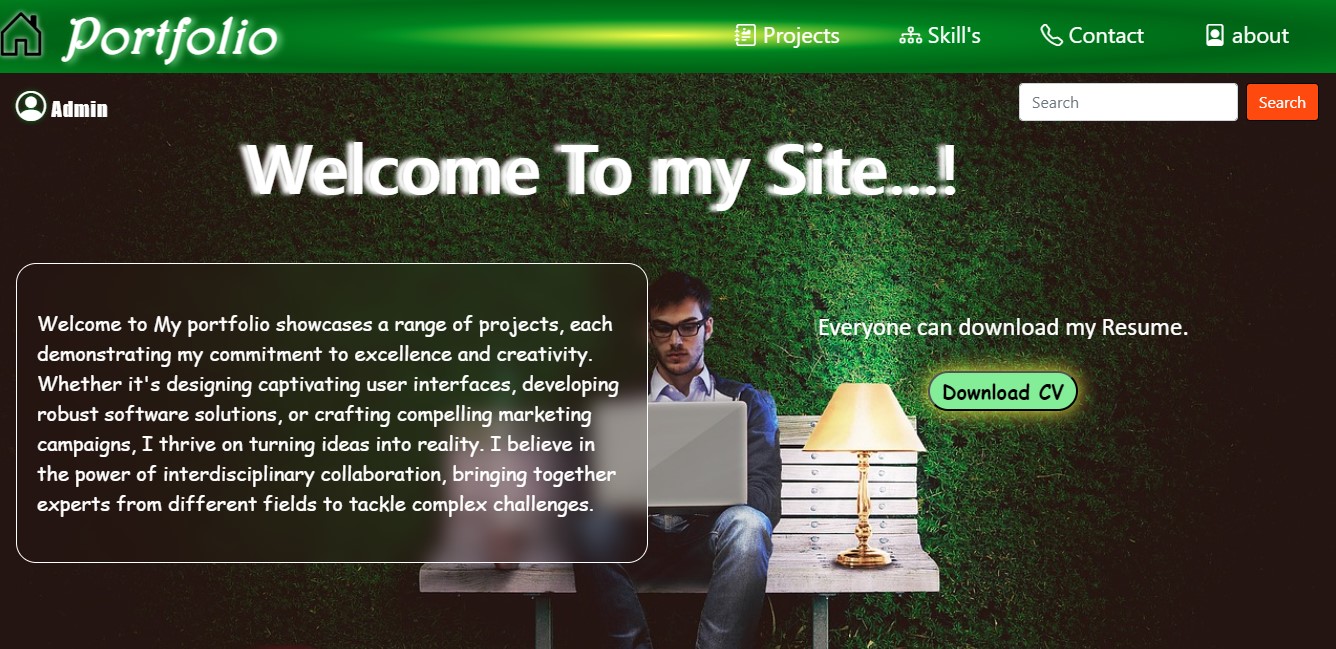 Portfolio
Projects
Skill's
Contact
about
Admin
Search
Search
Welcome To my Site...!
Welcome to My portfolio showcases a range of projects, each
demonstrating my commitment to excellence and creativity.
Whether it's designing captivating user interfaces, developing
robust software solutions, or crafting compelling marketing
campaigns, I thrive on turning ideas into reality. I believe in
the power of interdisciplinary collaboration, bringing together
experts from different fields to tackle complex challenges.
Everyone can download my Resume.
Download CV